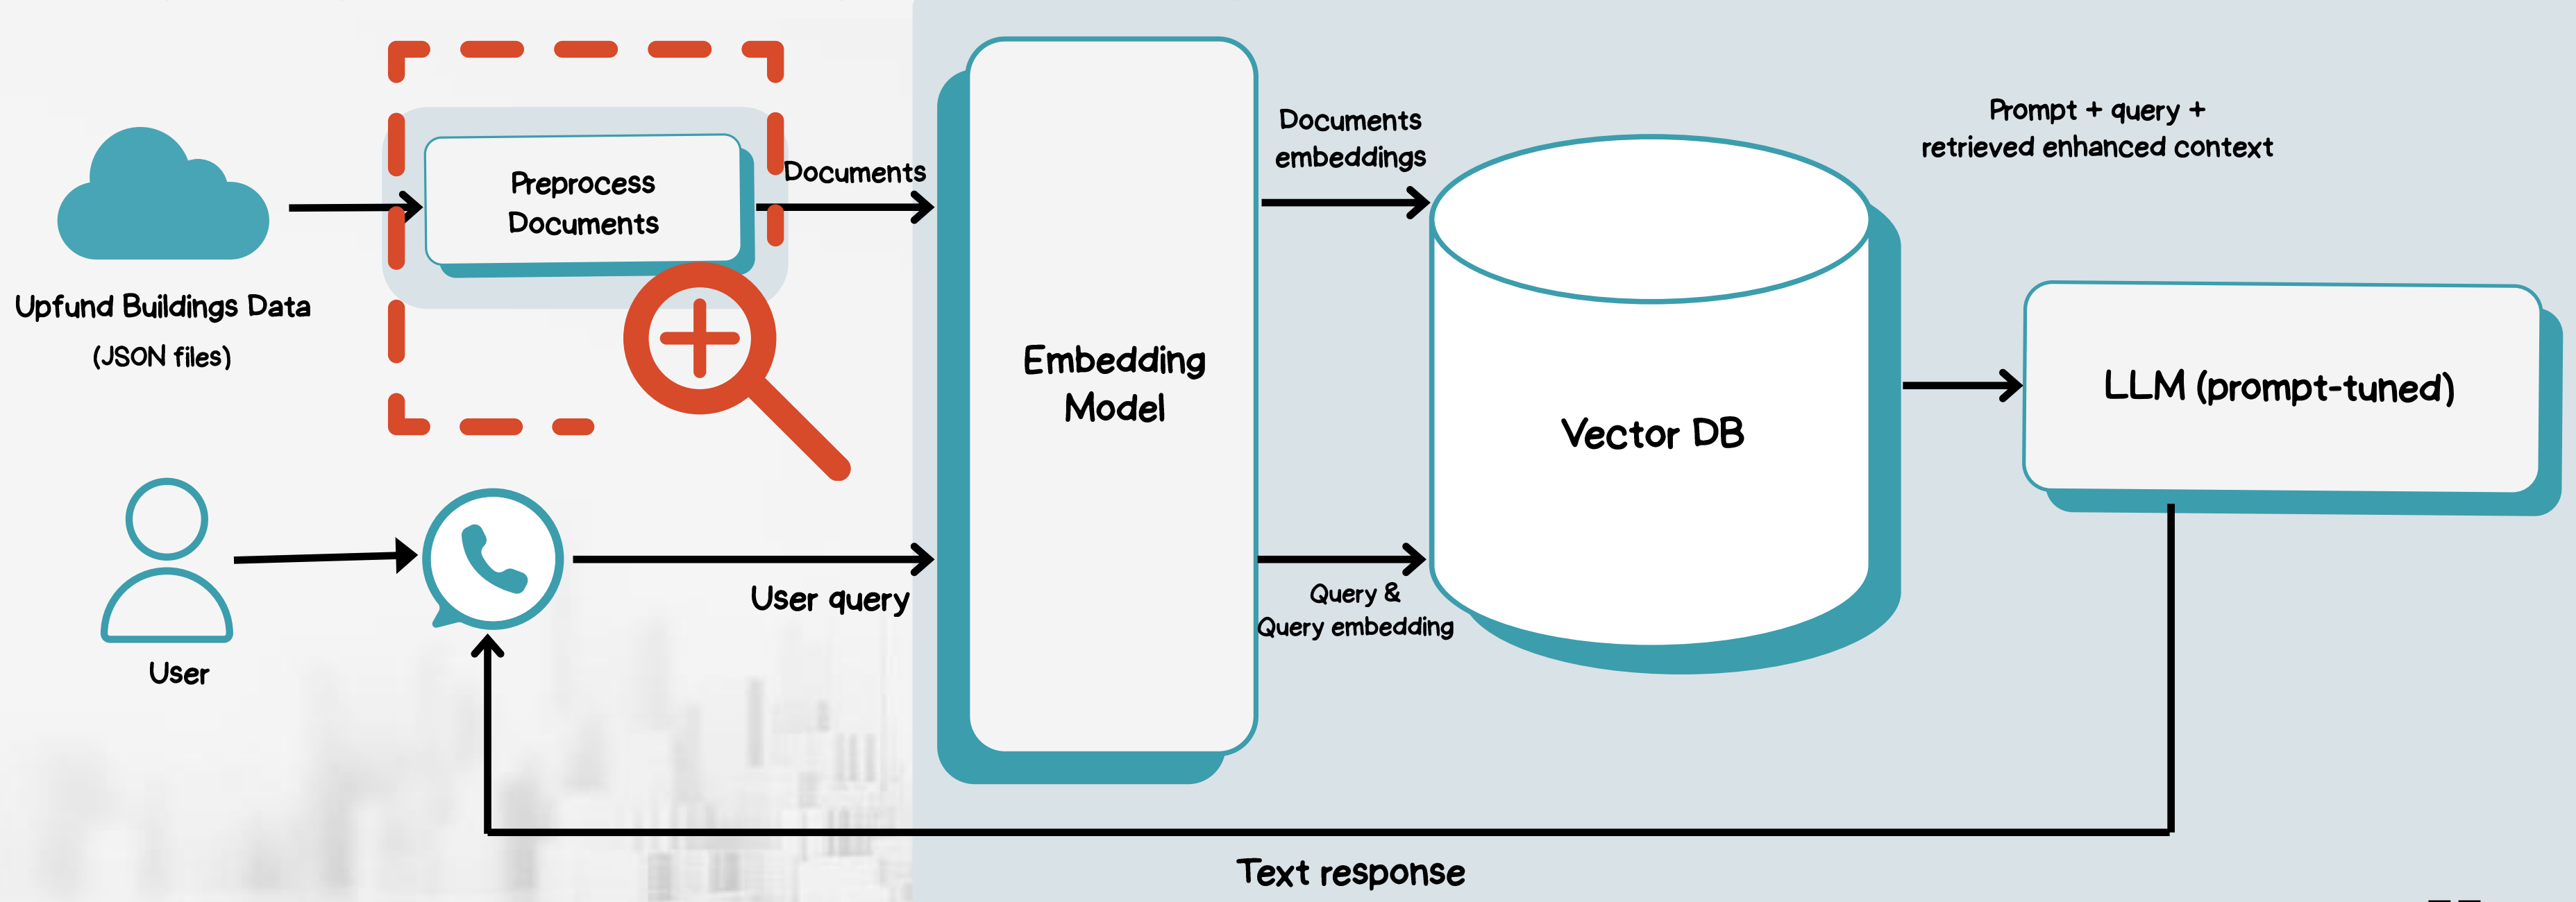 Upfund Buildings Data
(JSON files)
Preprocess
Documents
Documents
User
User query
Embedding
Model
Documents
embeddings
Query &
Query embedding
Vector DB
Prompt + query +
retrieved enhanced context
LLM (prompt-tuned)
Text response